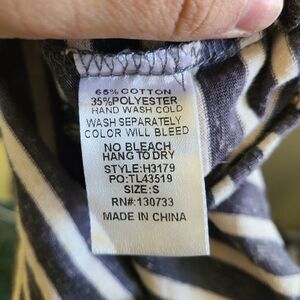 65% COTTON
35%POLYESTER
HAND WASH COLD
WASH SEPARATELY
COLOR WILL BLEED
NO BLEACH
HANG TO DRY
STYLE:H3179
PO:TL43519
SIZE:S
RN#:130733
MADE IN CHINA